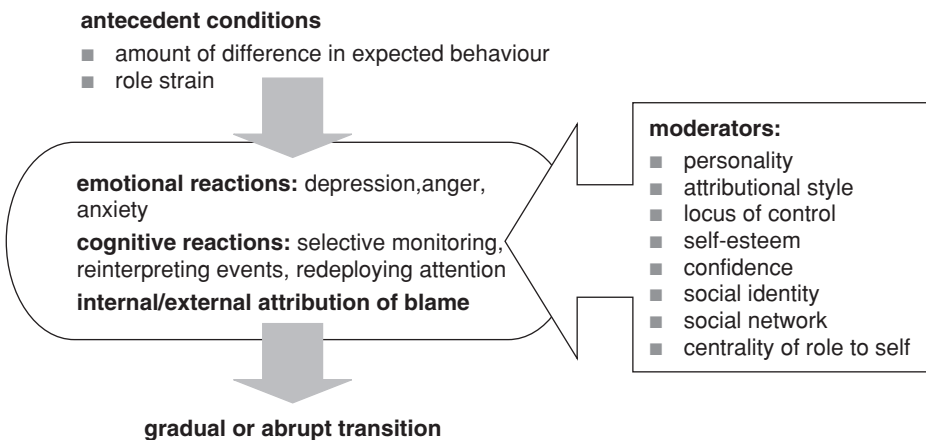 antecedent conditions
■ amount of difference in expected behaviour
■ role strain
emotional reactions: depression,anger,
anxiety
cognitive reactions: selective monitoring,
reinterpreting events, redeploying attention
internal/external attribution of blame
moderators:
■ personality
■ attributional style
■ locus of control
■ self-esteem
■ confidence
■ social identity
■ social network
■ centrality of role to self
gradual or abrupt transition